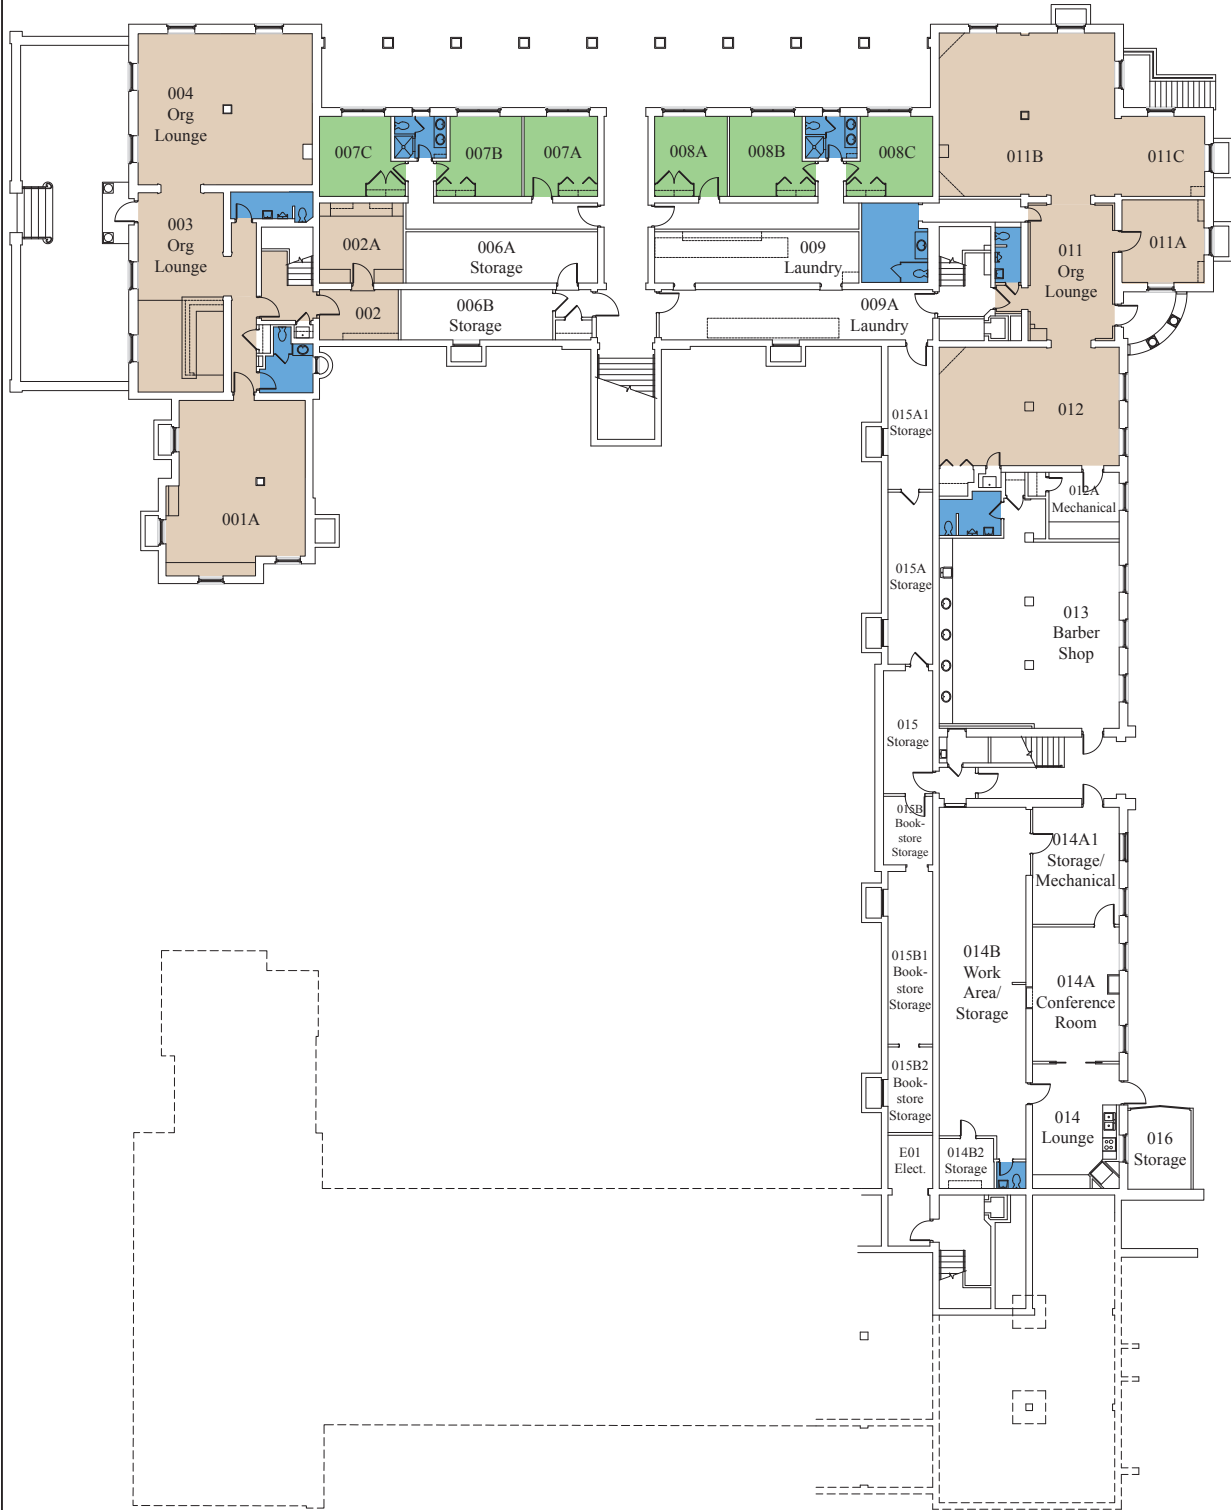 004
Org
Lounge
007C
007B
007A
008A
008B
008C
011B
011C
003
Org
Lounge
002A
006A
Storage
009
Laundry
011
Org
Lounge
011A
002
006B
Storage
009A
Laundry
015A1
Storage
012
001A
012A
Mechanical
015A
Storage
013
Barber
Shop
015
Storage
015B
Book-
store
Storage
014A1
Storage/
Mechanical
015B1
Book-
store
Storage
014B
Work
Area/
Storage
014A
Conference
Room
015B2
Book-
store
Storage
014
Lounge
016
Storage
E01
Elect.
014B2
Storage